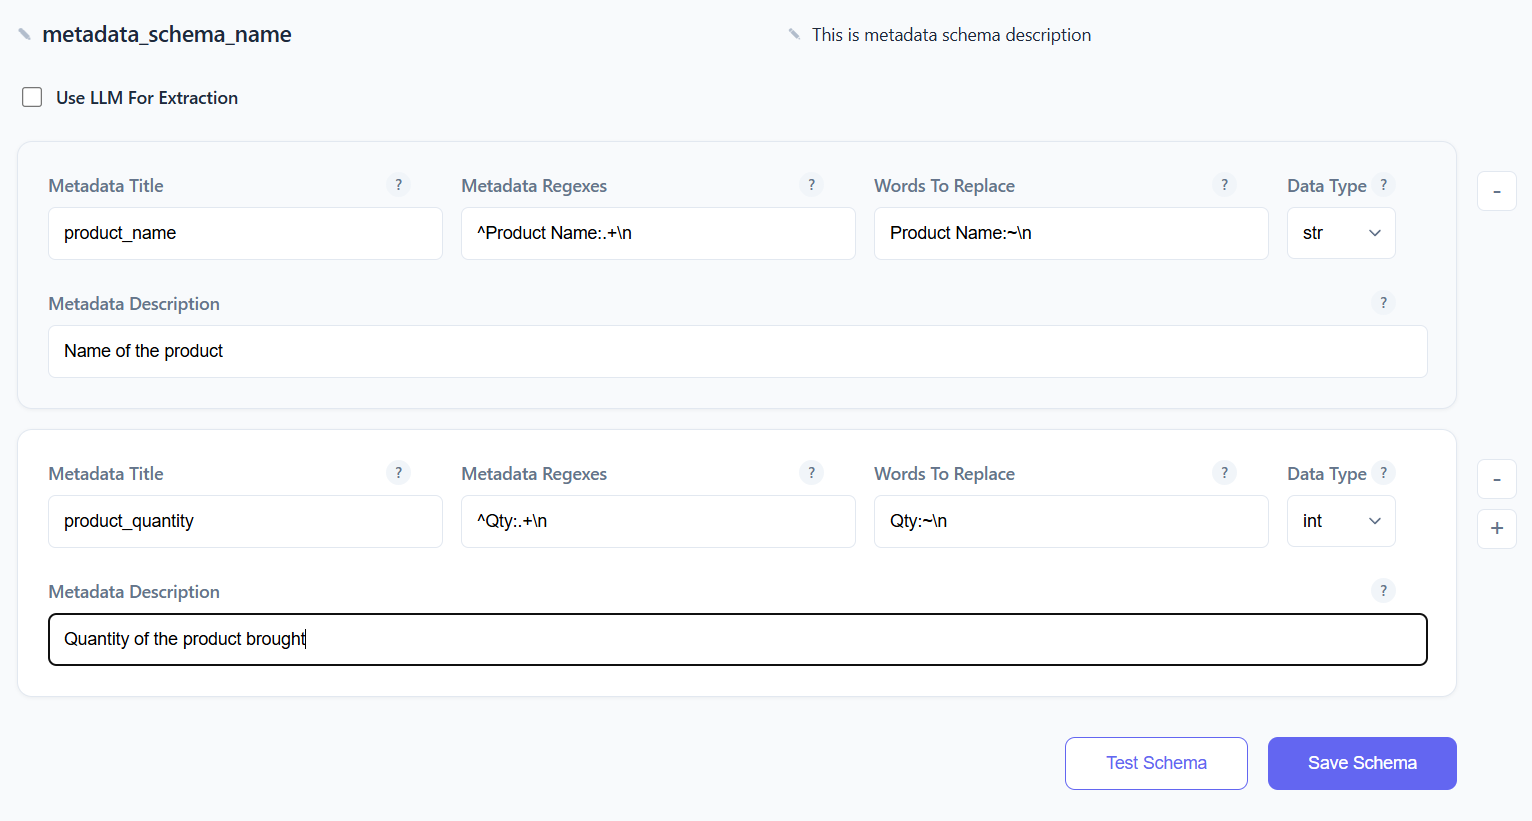 metadata_schema_name
This is metadata schema description
Use LLM For Extraction
Metadata Title ? Metadata Regexes ? Words To Replace ? Data Type ?
-
product_name ^Product Name:.+\n Product Name:~\n str
Metadata Description ?
Name of the product
Metadata Title ? Metadata Regexes ? Words To Replace ? Data Type ?
-
product_quantity ^Qty:.+\n Qty:~\n int
+
Metadata Description ?
Quantity of the product brought
Test Schema Save Schema